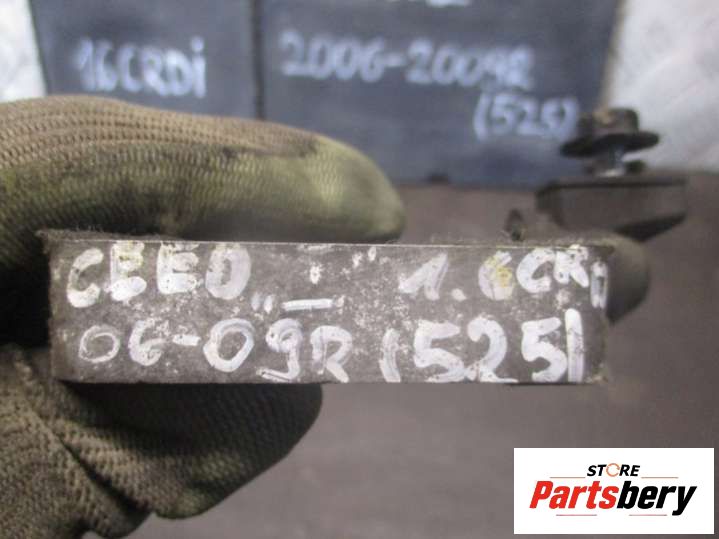 16CRDi
2006-2009R
(525)
CEED „_" 1.6CRD
06-09R (525)
STORE
Partsbery